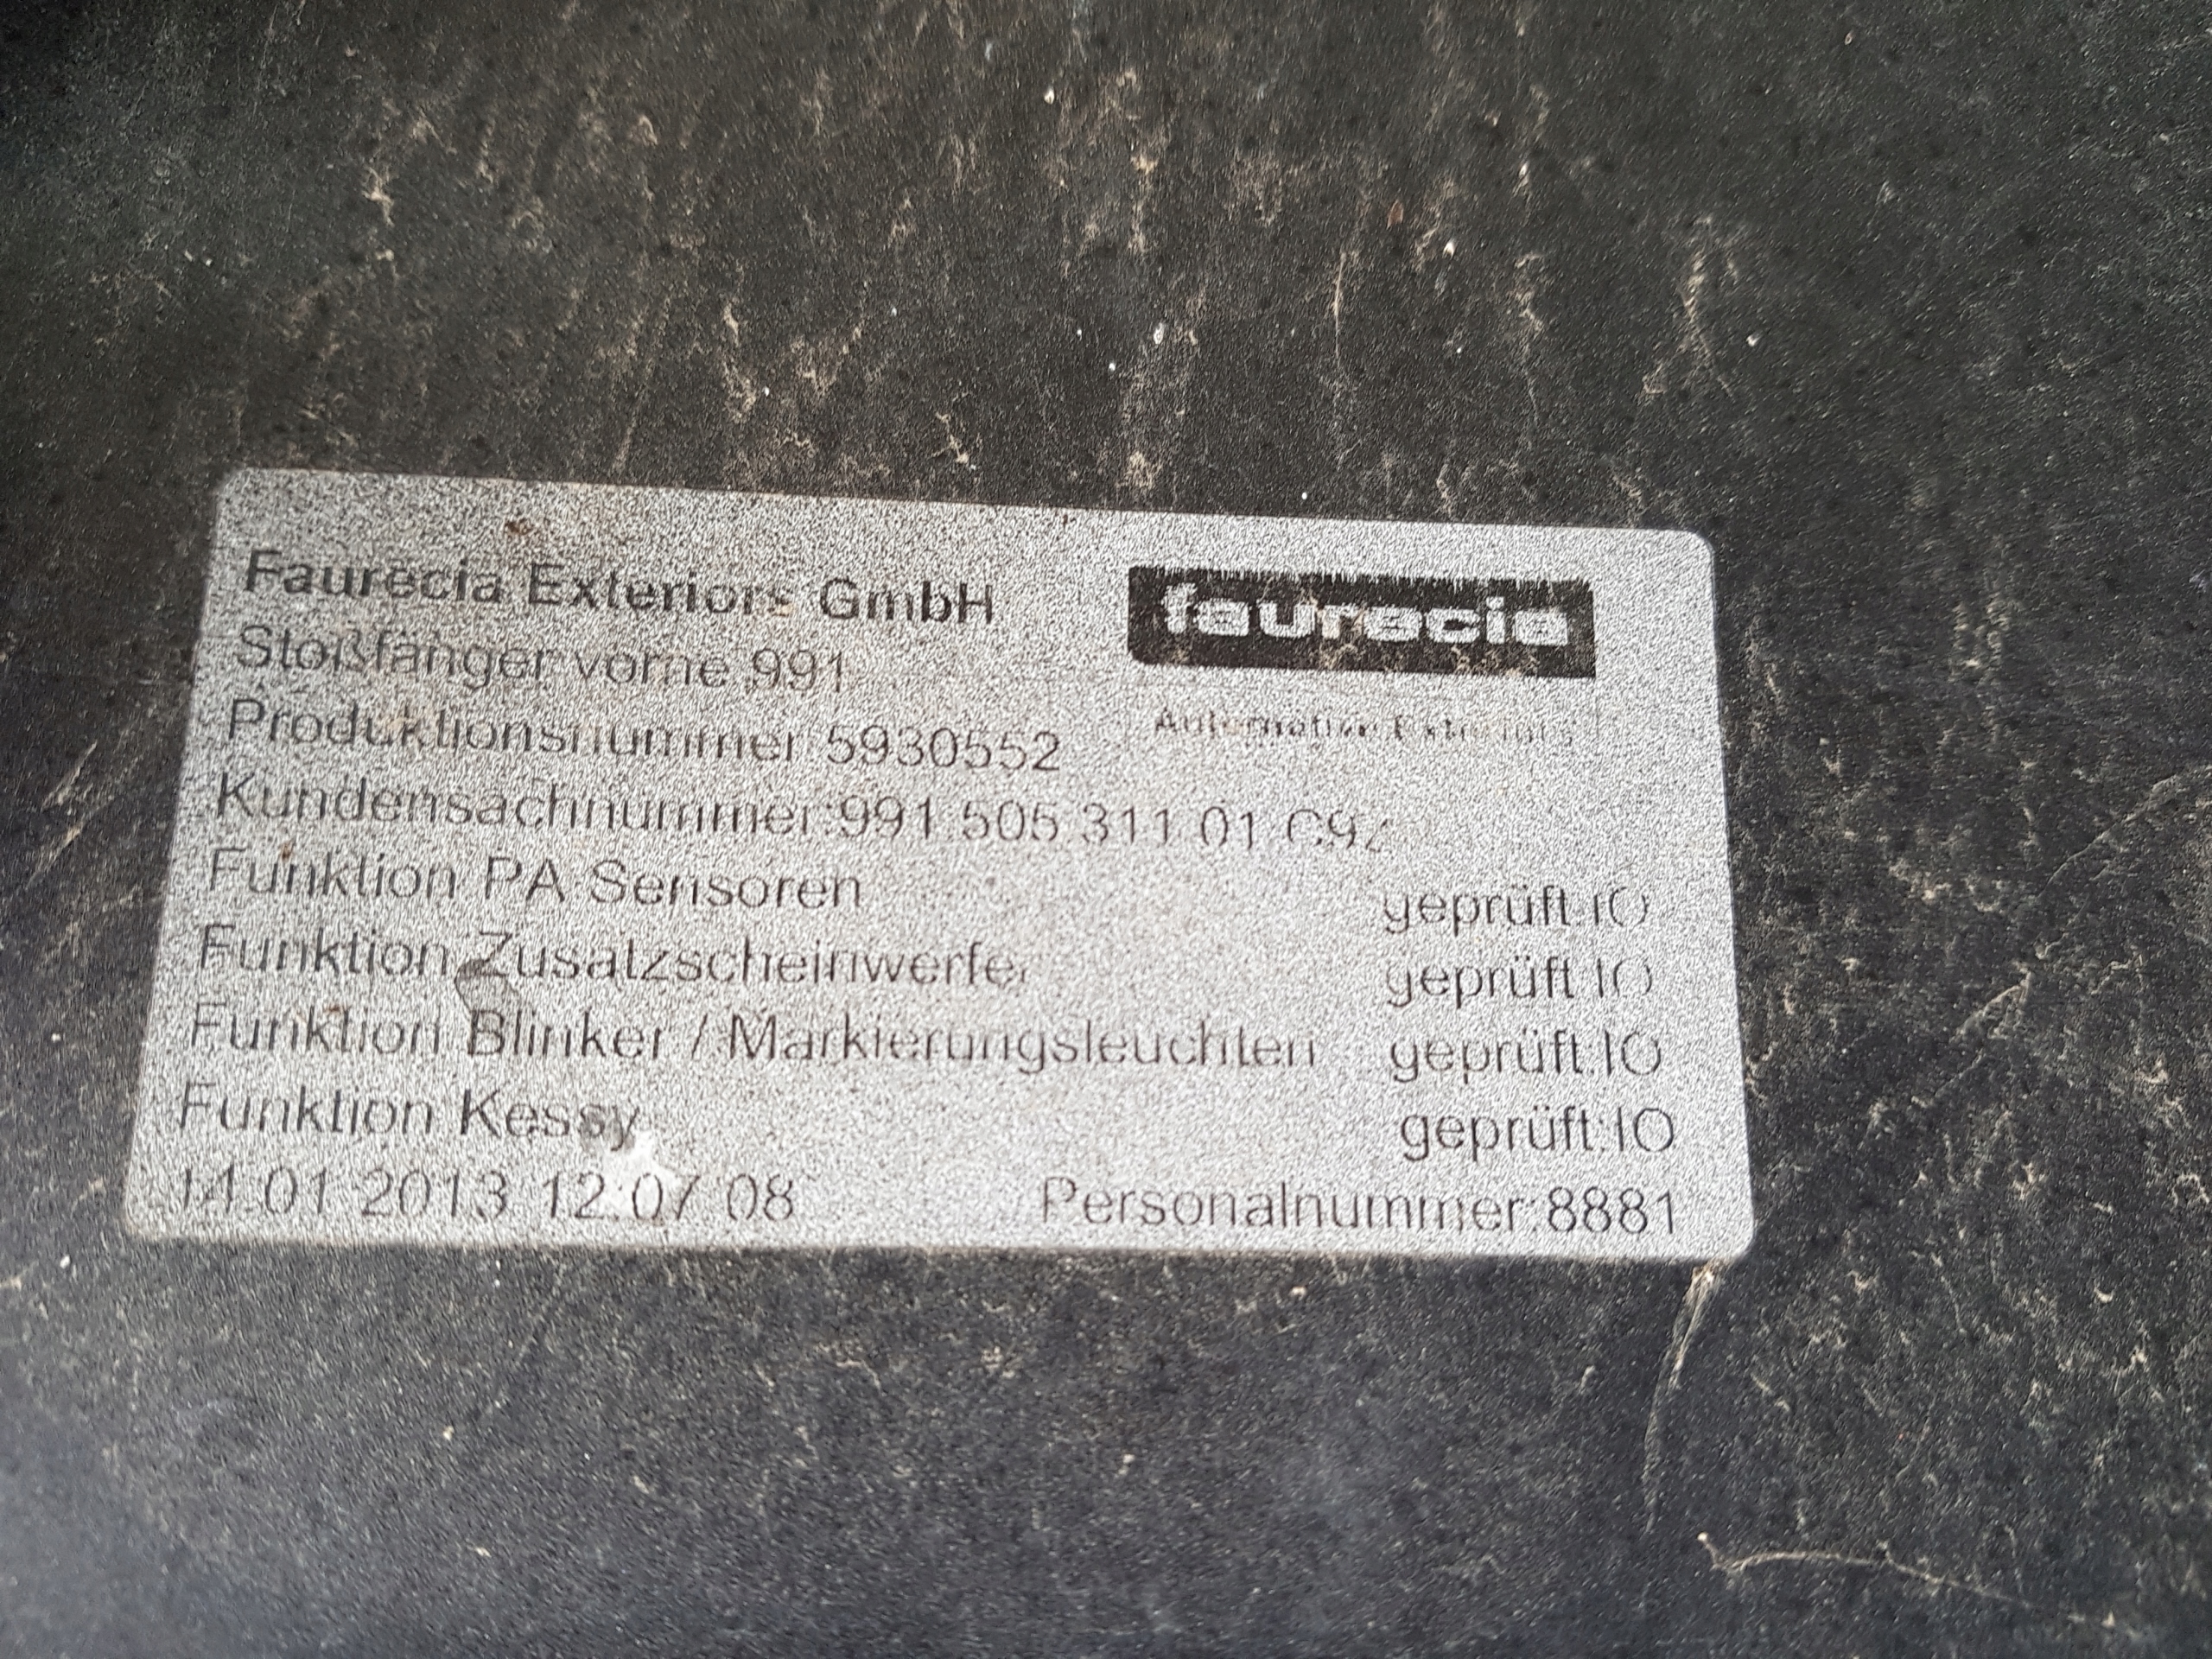 Faurecia Exteriors GmbH
faurecia
Stoßfänger vorne 991
Automotive Exteriors
Produktionsnummer 5930552
Kundensachnummer:991.505.311.01
Funktion PA Sensoren geprüft:IO
Funktion Zusatzscheinwerfer geprüft:IO
Funktion Blinker / Markierungsleuchten geprüft:IO
Funktion Kessy geprüft:IO
14.01.2013 12:07:08 Personalnummer:8881